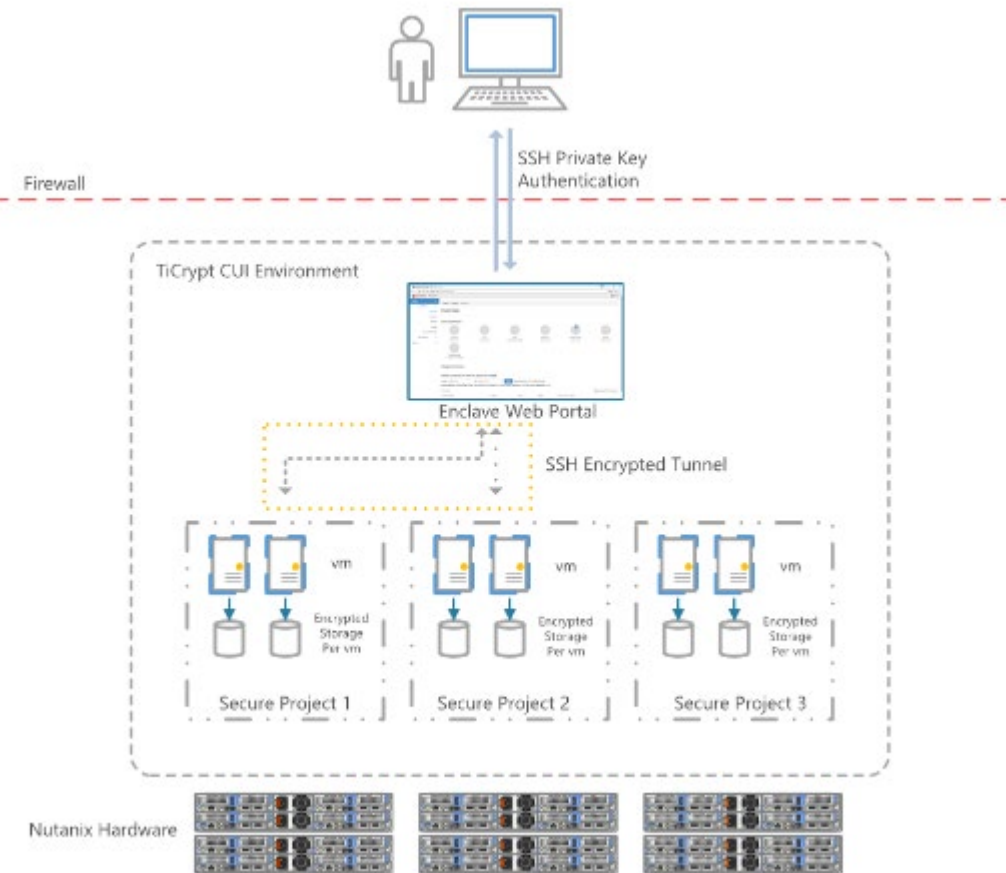 SSH Private Key
Authentication
Firewall
TiCrypt CUI Environment
Enclave Web Portal
SSH Encrypted Tunnel
vm
Encrypted
Storage
Per vm
Secure Project 1
vm
Encrypted
Storage
Per vm
Secure Project 2
vm
Encrypted
Storage
Per vm
Secure Project 3
Nutanix Hardware